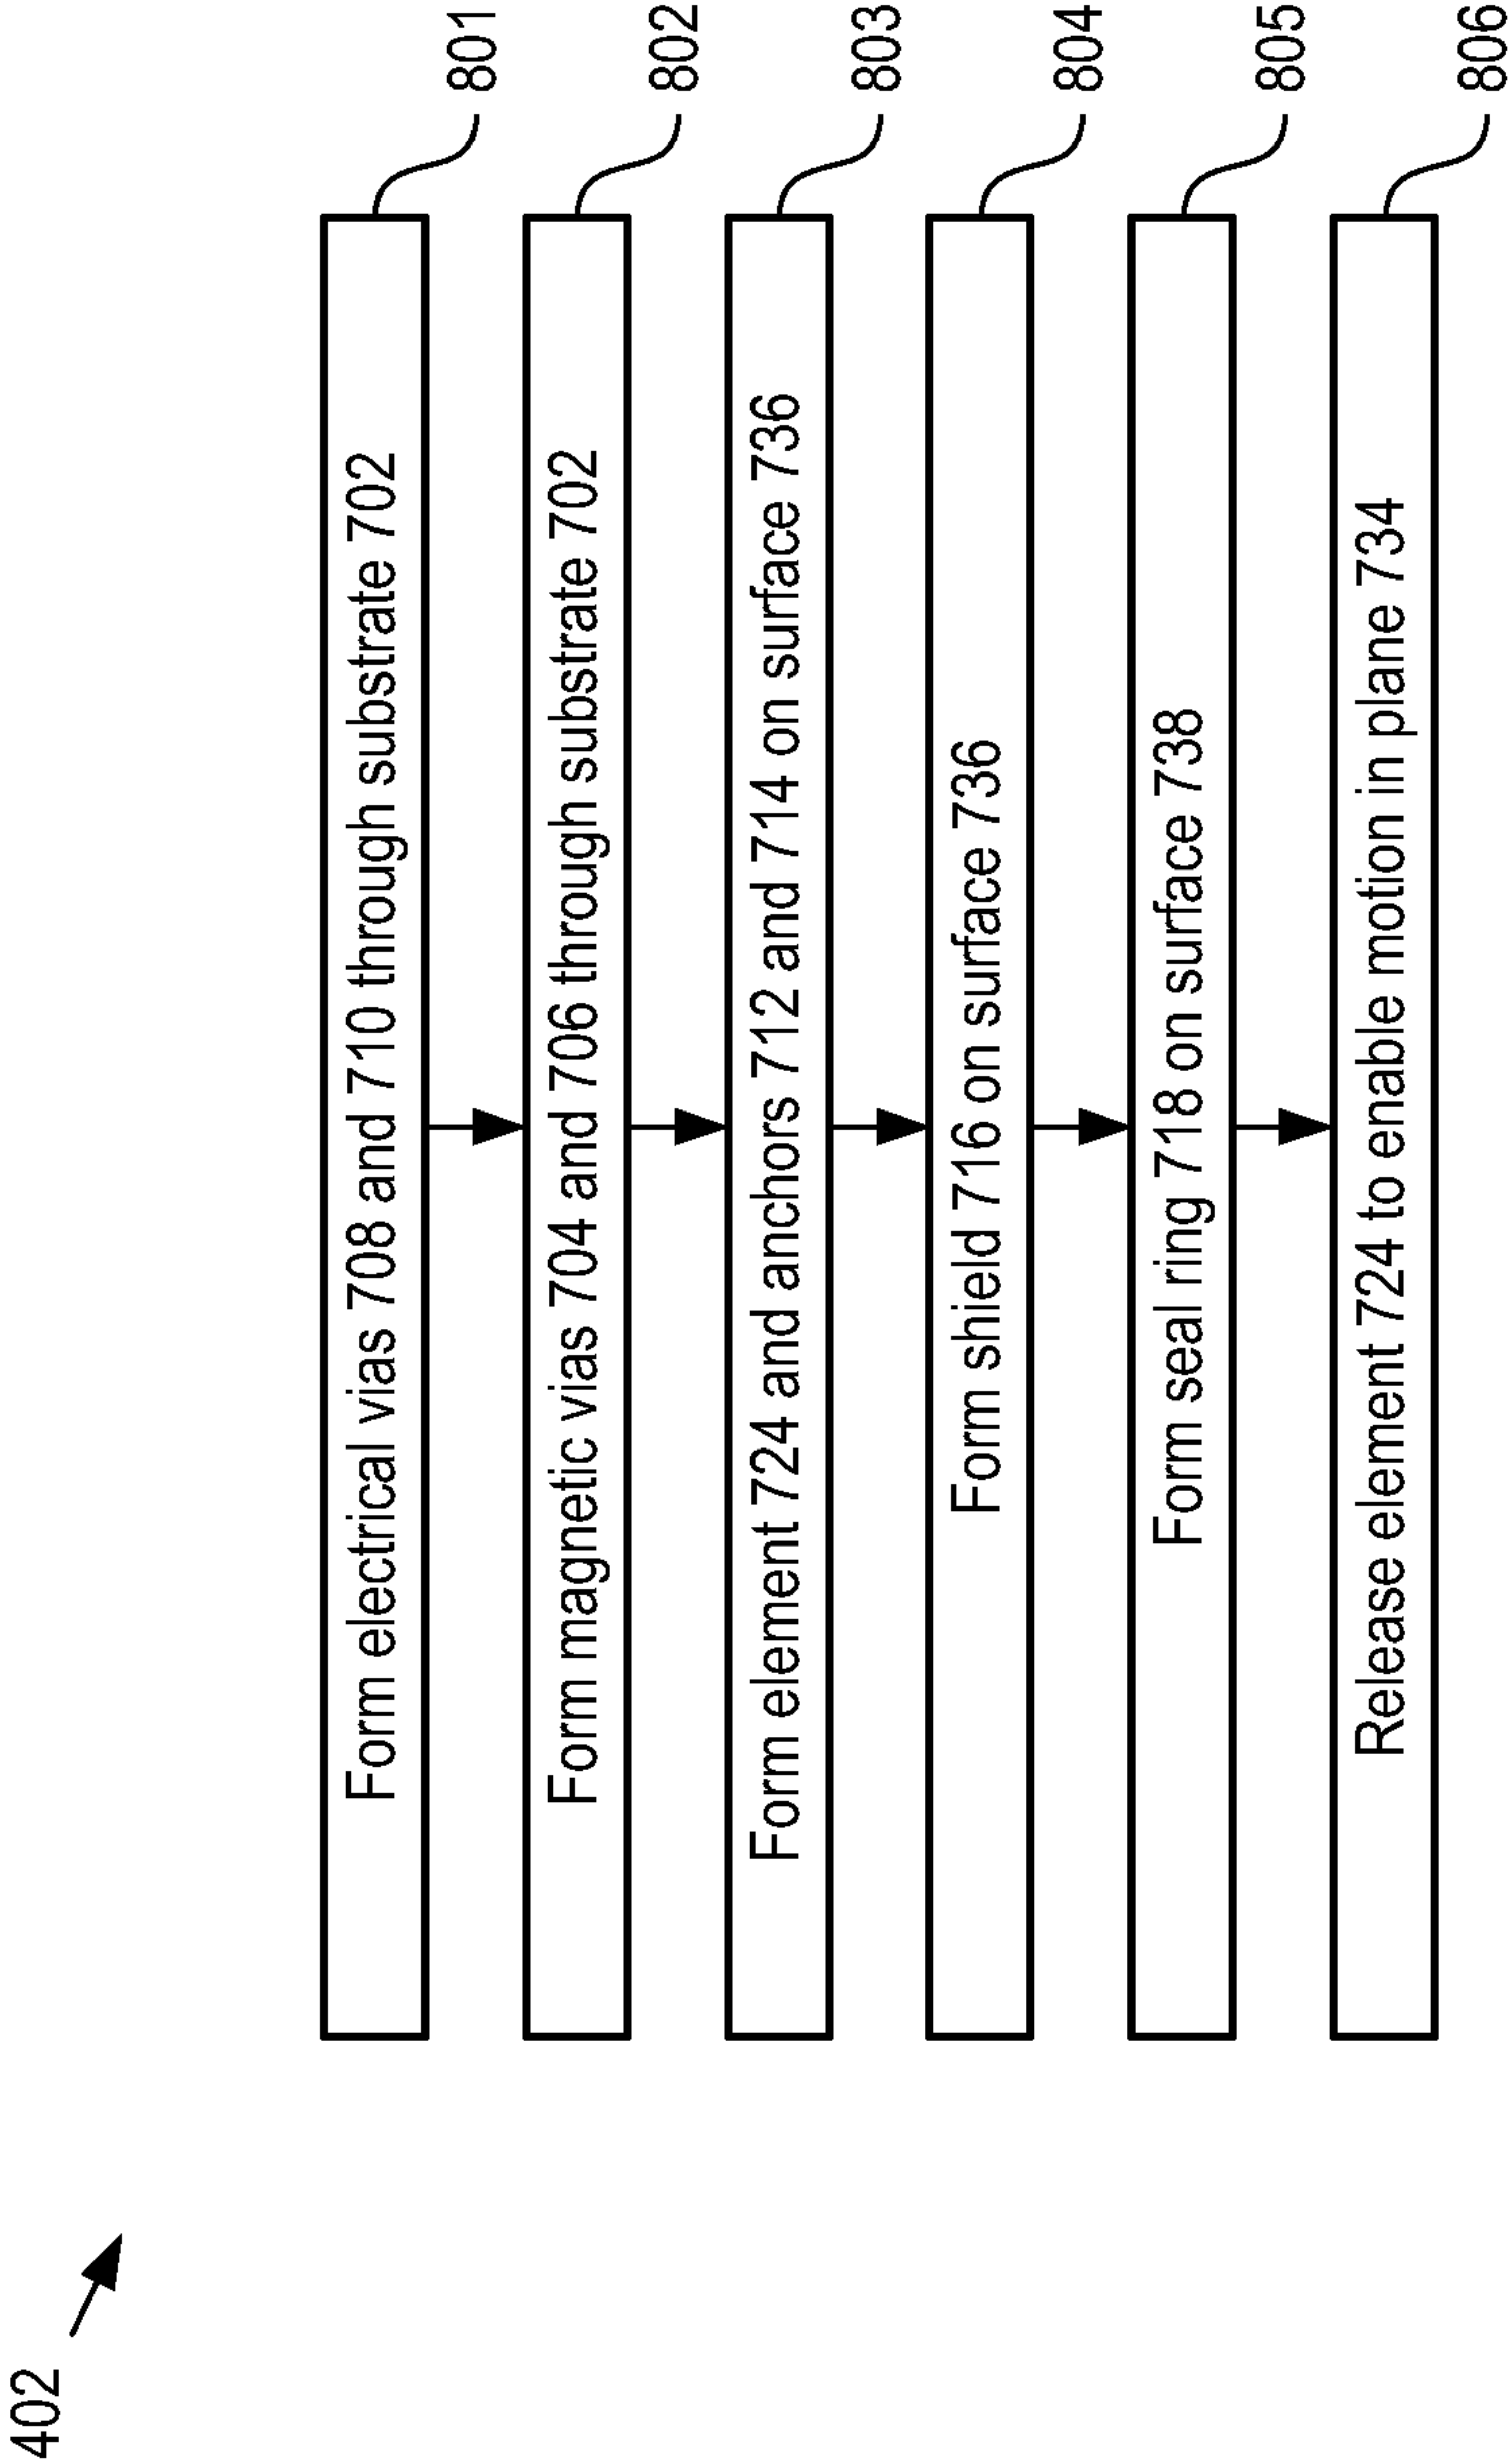 402
Form electrical vias 708 and 710 through substrate 702
801
Form magnetic vias 704 and 706 through substrate 702
802
Form element 724 and anchors 712 and 714 on surface 736
803
Form shield 716 on surface 736
804
Form seal ring 718 on surface 738
805
Release element 724 to enable motion in plane 734
806